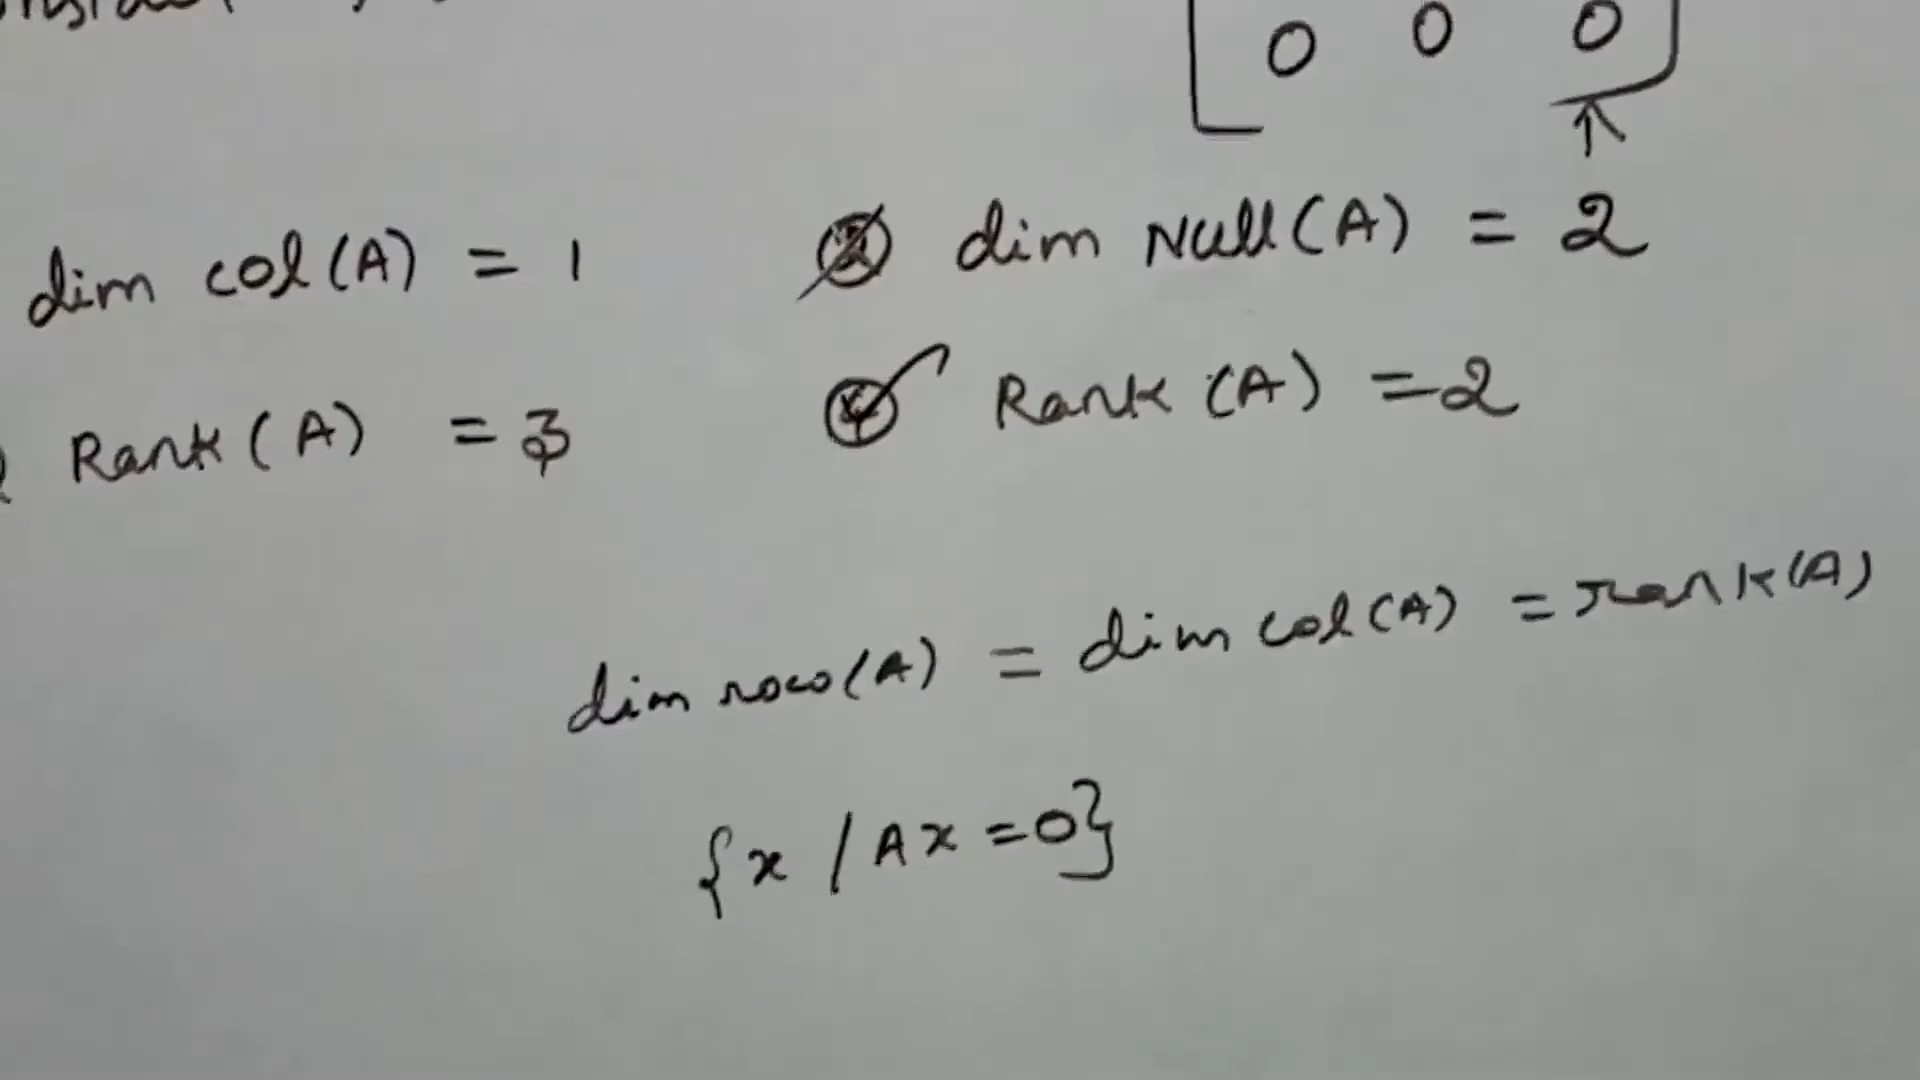 0 0 0
dim col(A) = 1 dim Null(A) = 2
Rank(A) = 3 ④ Rank(A) = 2
dim row(A) = dim col(A) = rank(A)
{x / Ax = 0}